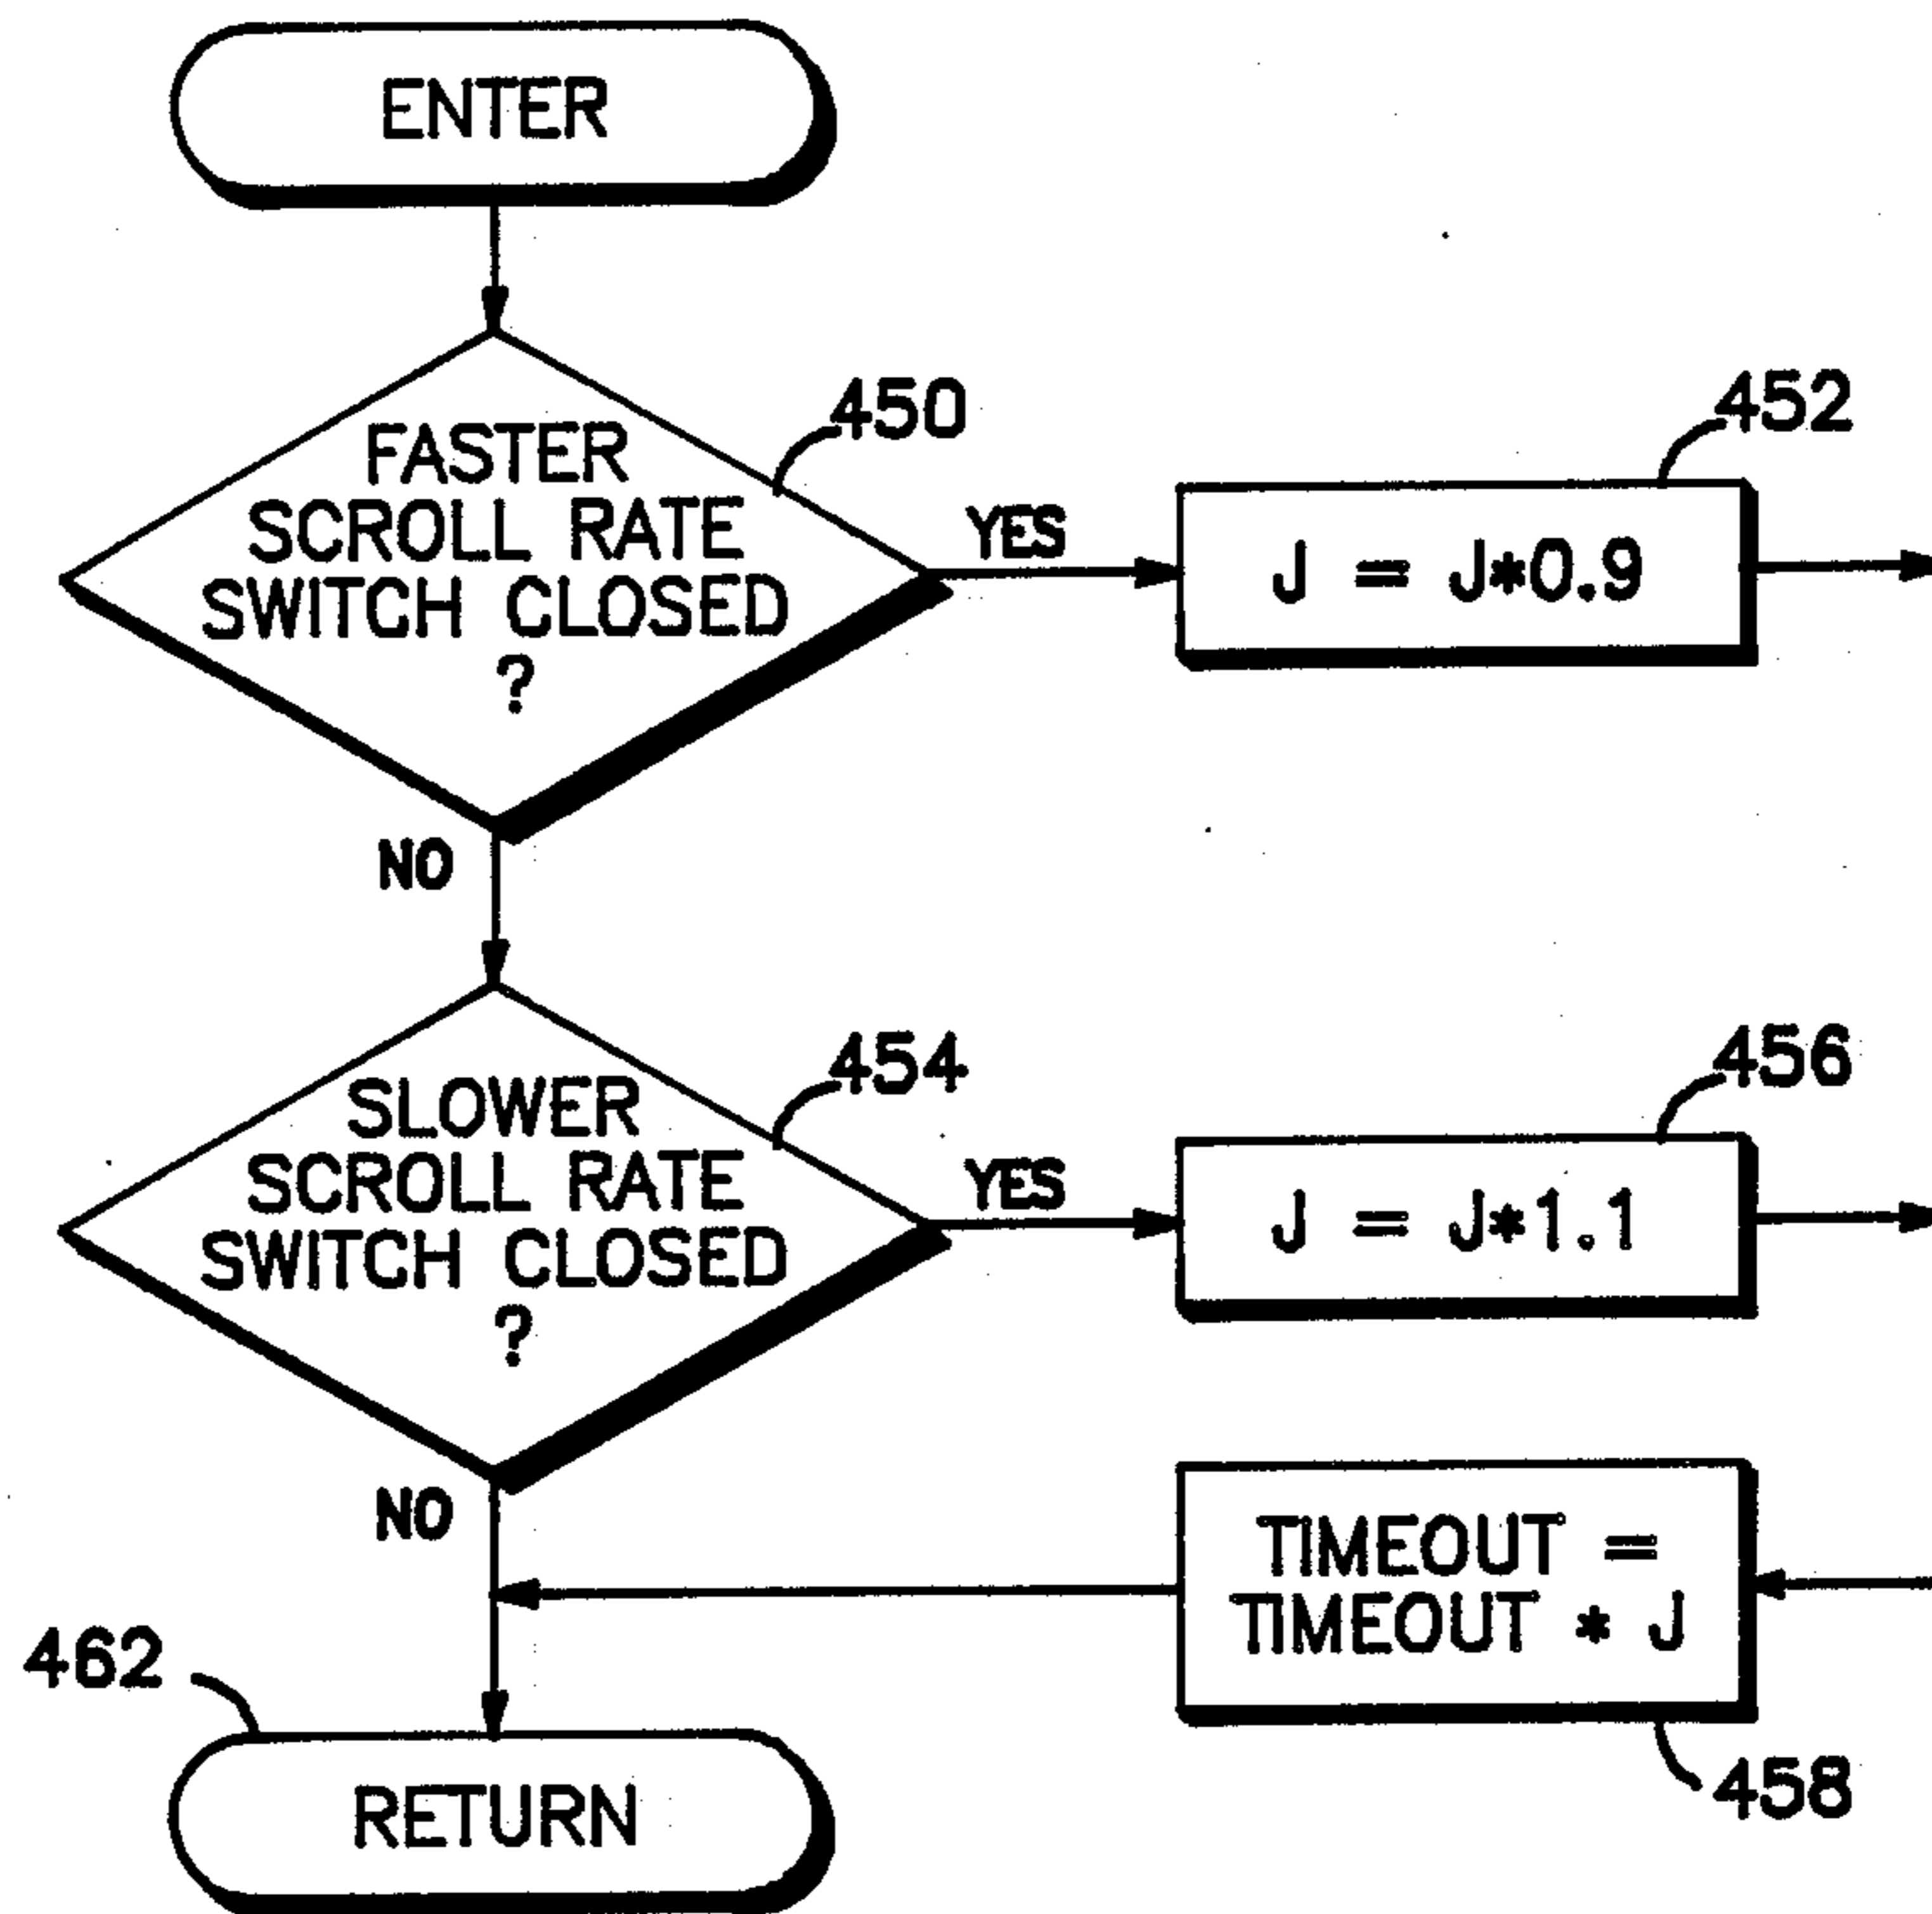 ENTER
450
FASTER
SCROLL RATE
SWITCH CLOSED
?
YES
452
J = J*0.9
NO
454
SLOWER
SCROLL RATE
SWITCH CLOSED
?
YES
456
J = J*1.1
NO
TIMEOUT =
TIMEOUT * J
458
462
RETURN